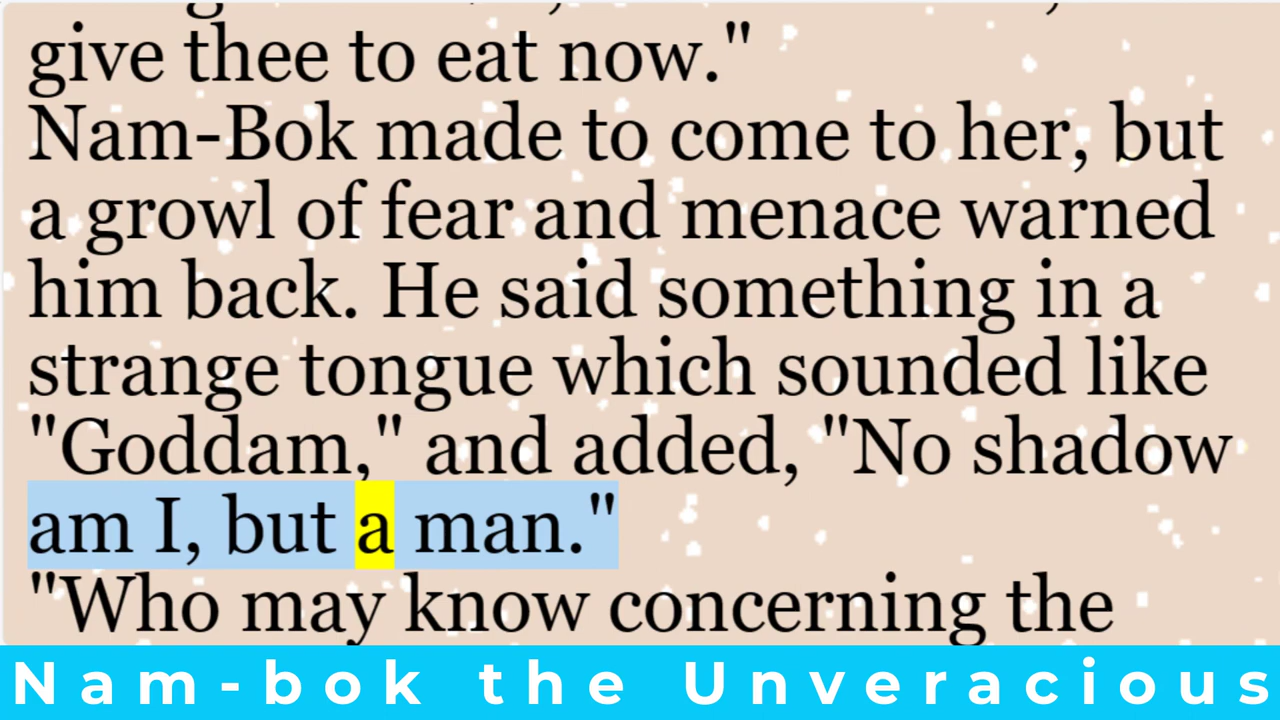 give thee to eat now."
Nam-Bok made to come to her, but
a growl of fear and menace warned
him back. He said something in a
strange tongue which sounded like
"Goddam," and added, "No shadow
am I, but a man."
"Who may know concerning the
Nam-bok the Unveracious